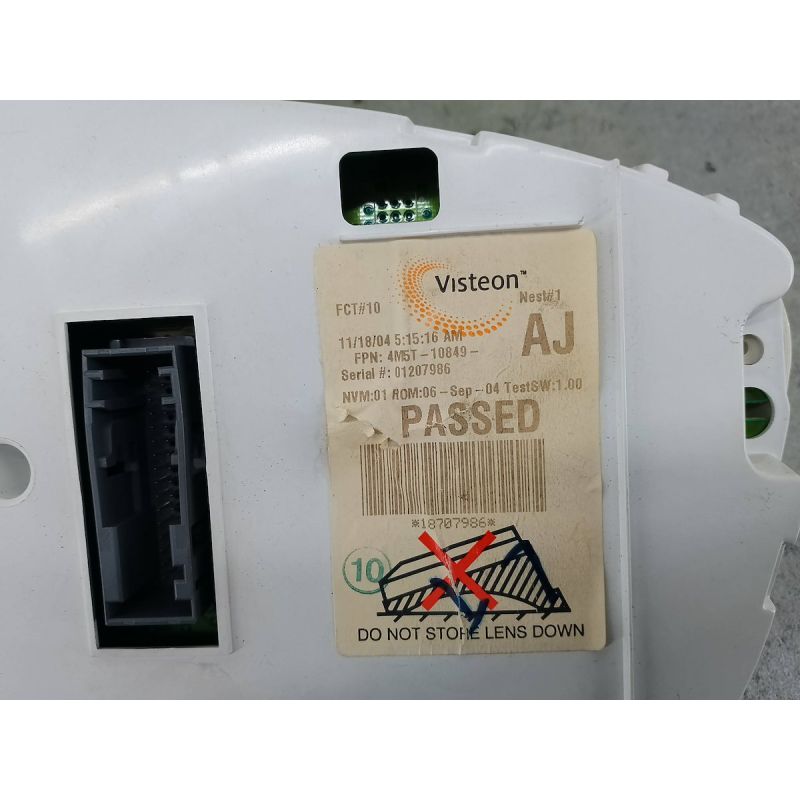 Visteon™
FCT#10 Nest#1
11/18/04 5:15:16 AM AJ
FPN: 4M5T-10849-
Serial #: 01207986
NVM:01 ROM:06-Sep-04 TestSW:1.00
PASSED
*18707986*
10
DO NOT STORE LENS DOWN